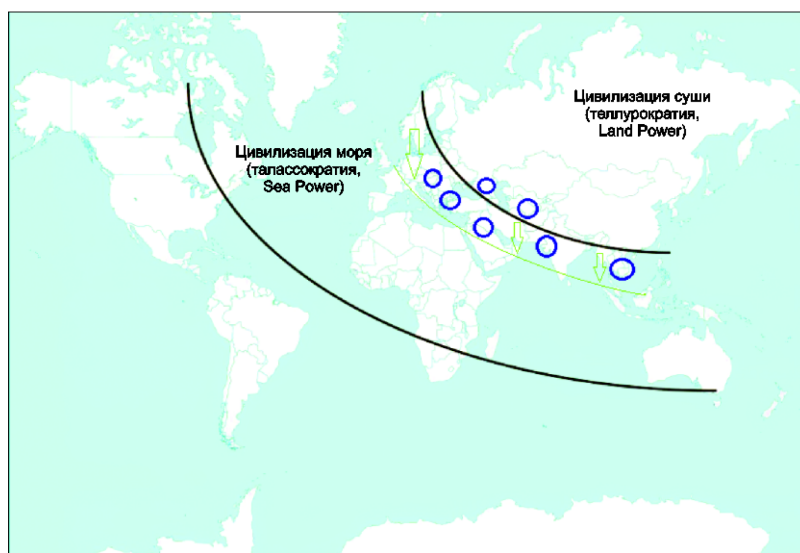 Цивилизация суши
(теллурократия,
Land Power)
Цивилизация моря
(талассократия,
Sea Power)